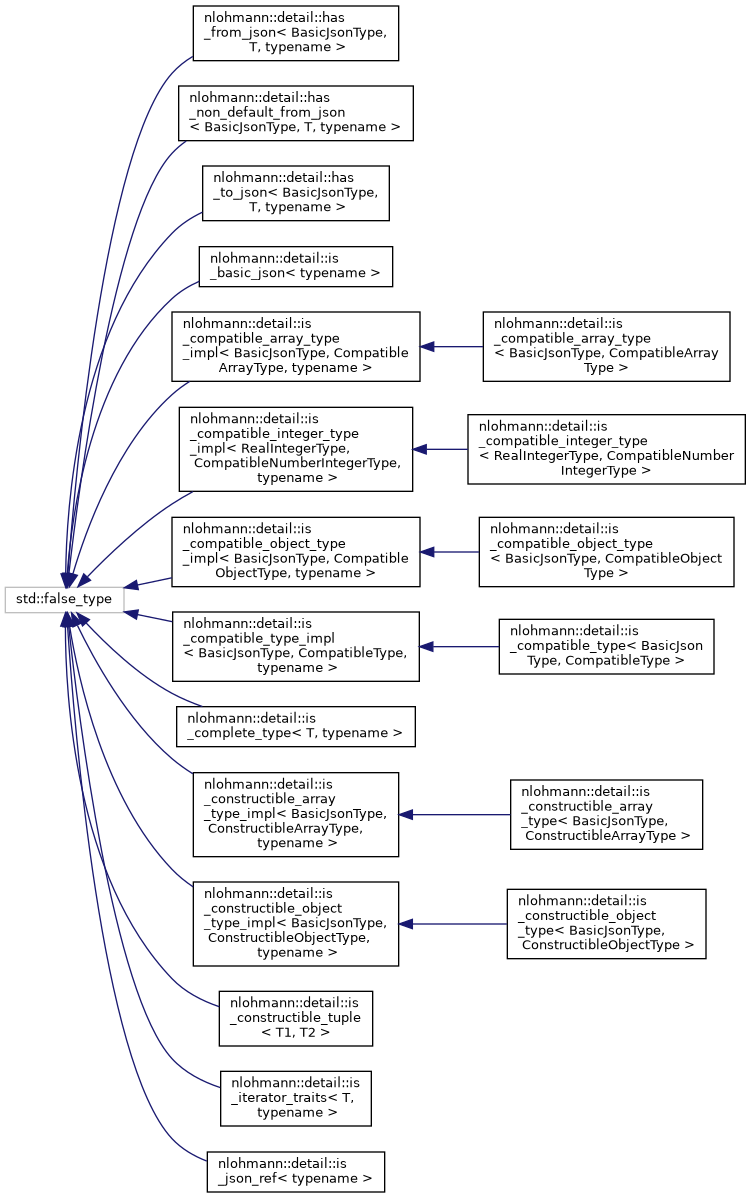 nlohmann::detail::has
_from_json< BasicJsonType,
T, typename >
nlohmann::detail::has
_non_default_from_json
< BasicJsonType, T, typename >
nlohmann::detail::has
_to_json< BasicJsonType,
T, typename >
nlohmann::detail::is
_basic_json< typename >
nlohmann::detail::is
_compatible_array_type
_impl< BasicJsonType, Compatible
ArrayType, typename >
nlohmann::detail::is
_compatible_array_type
< BasicJsonType, CompatibleArray
Type >
nlohmann::detail::is
_compatible_integer_type
_impl< RealIntegerType,
CompatibleNumberIntegerType,
typename >
nlohmann::detail::is
_compatible_integer_type
< RealIntegerType, CompatibleNumber
IntegerType >
nlohmann::detail::is
_compatible_object_type
_impl< BasicJsonType, Compatible
ObjectType, typename >
nlohmann::detail::is
_compatible_object_type
< BasicJsonType, CompatibleObject
Type >
std::false_type
nlohmann::detail::is
_compatible_type_impl
< BasicJsonType, CompatibleType,
typename >
nlohmann::detail::is
_compatible_type< BasicJson
Type, CompatibleType >
nlohmann::detail::is
_complete_type< T, typename >
nlohmann::detail::is
_constructible_array
_type_impl< BasicJsonType,
ConstructibleArrayType,
typename >
nlohmann::detail::is
_constructible_array
_type< BasicJsonType,
ConstructibleArrayType >
nlohmann::detail::is
_constructible_object
_type_impl< BasicJsonType,
ConstructibleObjectType,
typename >
nlohmann::detail::is
_constructible_object
_type< BasicJsonType,
ConstructibleObjectType >
nlohmann::detail::is
_constructible_tuple
< T1, T2 >
nlohmann::detail::is
_iterator_traits< T,
typename >
nlohmann::detail::is
_json_ref< typename >